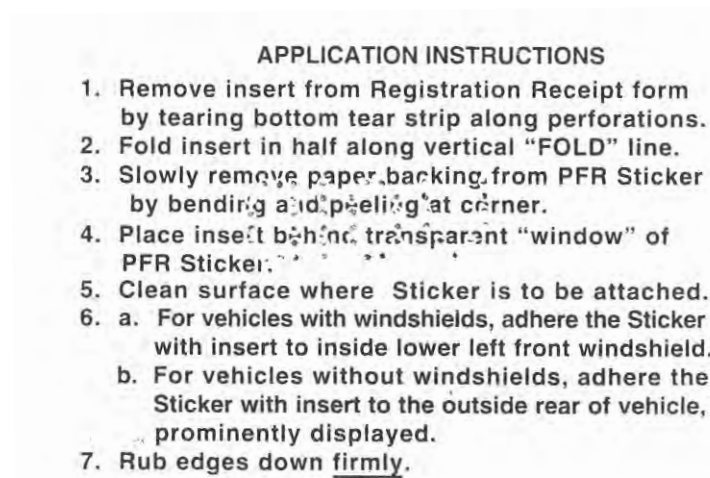 APPLICATION INSTRUCTIONS
1. Remove insert from Registration Receipt form
by tearing bottom tear strip along perforations.
2. Fold insert in half along vertical “FOLD” line.
3. Slowly remove paper backing from PFR Sticker
by bending and peeling at corner.
4. Place insert behind transparent “window” of
PFR Sticker.
5. Clean surface where Sticker is to be attached.
6. a. For vehicles with windshields, adhere the Sticker
with insert to inside lower left front windshield.
b. For vehicles without windshields, adhere the
Sticker with insert to the outside rear of vehicle,
prominently displayed.
7. Rub edges down firmly.